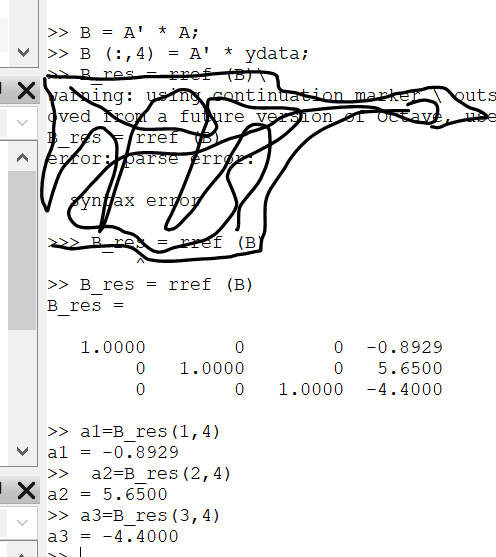 >> B = A' * A;
>> B (:,4) = A' * ydata;
>> B_res = rref (B)\
warning: using continuation marker \ outs
oved from a future version of Octave, use
B_res = rref (B)
error: parse error:
syntax error
>>> B_res = rref (B)
^
>> B_res = rref (B)
B_res =
1.0000 0 0 -0.8929
0 1.0000 0 5.6500
0 0 1.0000 -4.4000
>> a1=B_res(1,4)
a1 = -0.8929
>>  a2=B_res(2,4)
a2 = 5.6500
>> a3=B_res(3,4)
a3 = -4.4000
>>